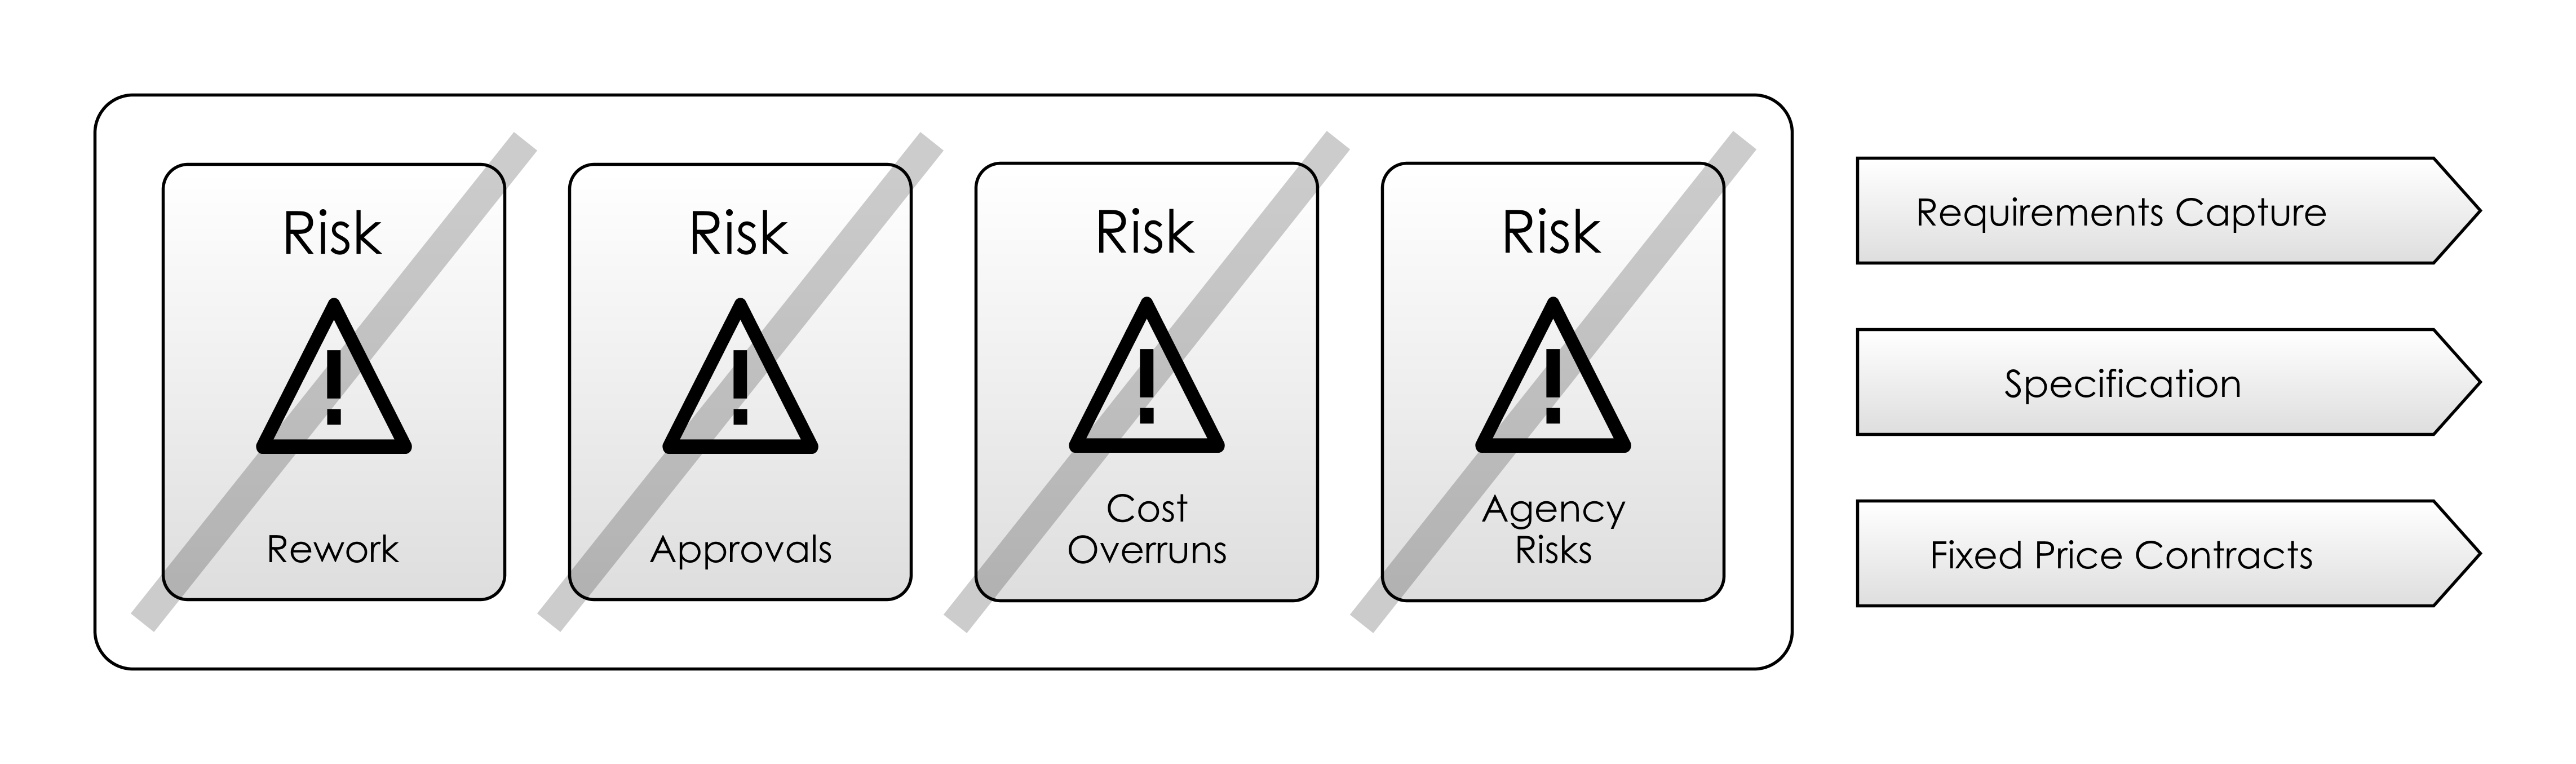 Risk
Rework
Risk
Approvals
Risk
Cost
Overruns
Risk
Agency
Risks
Requirements Capture
Specification
Fixed Price Contracts